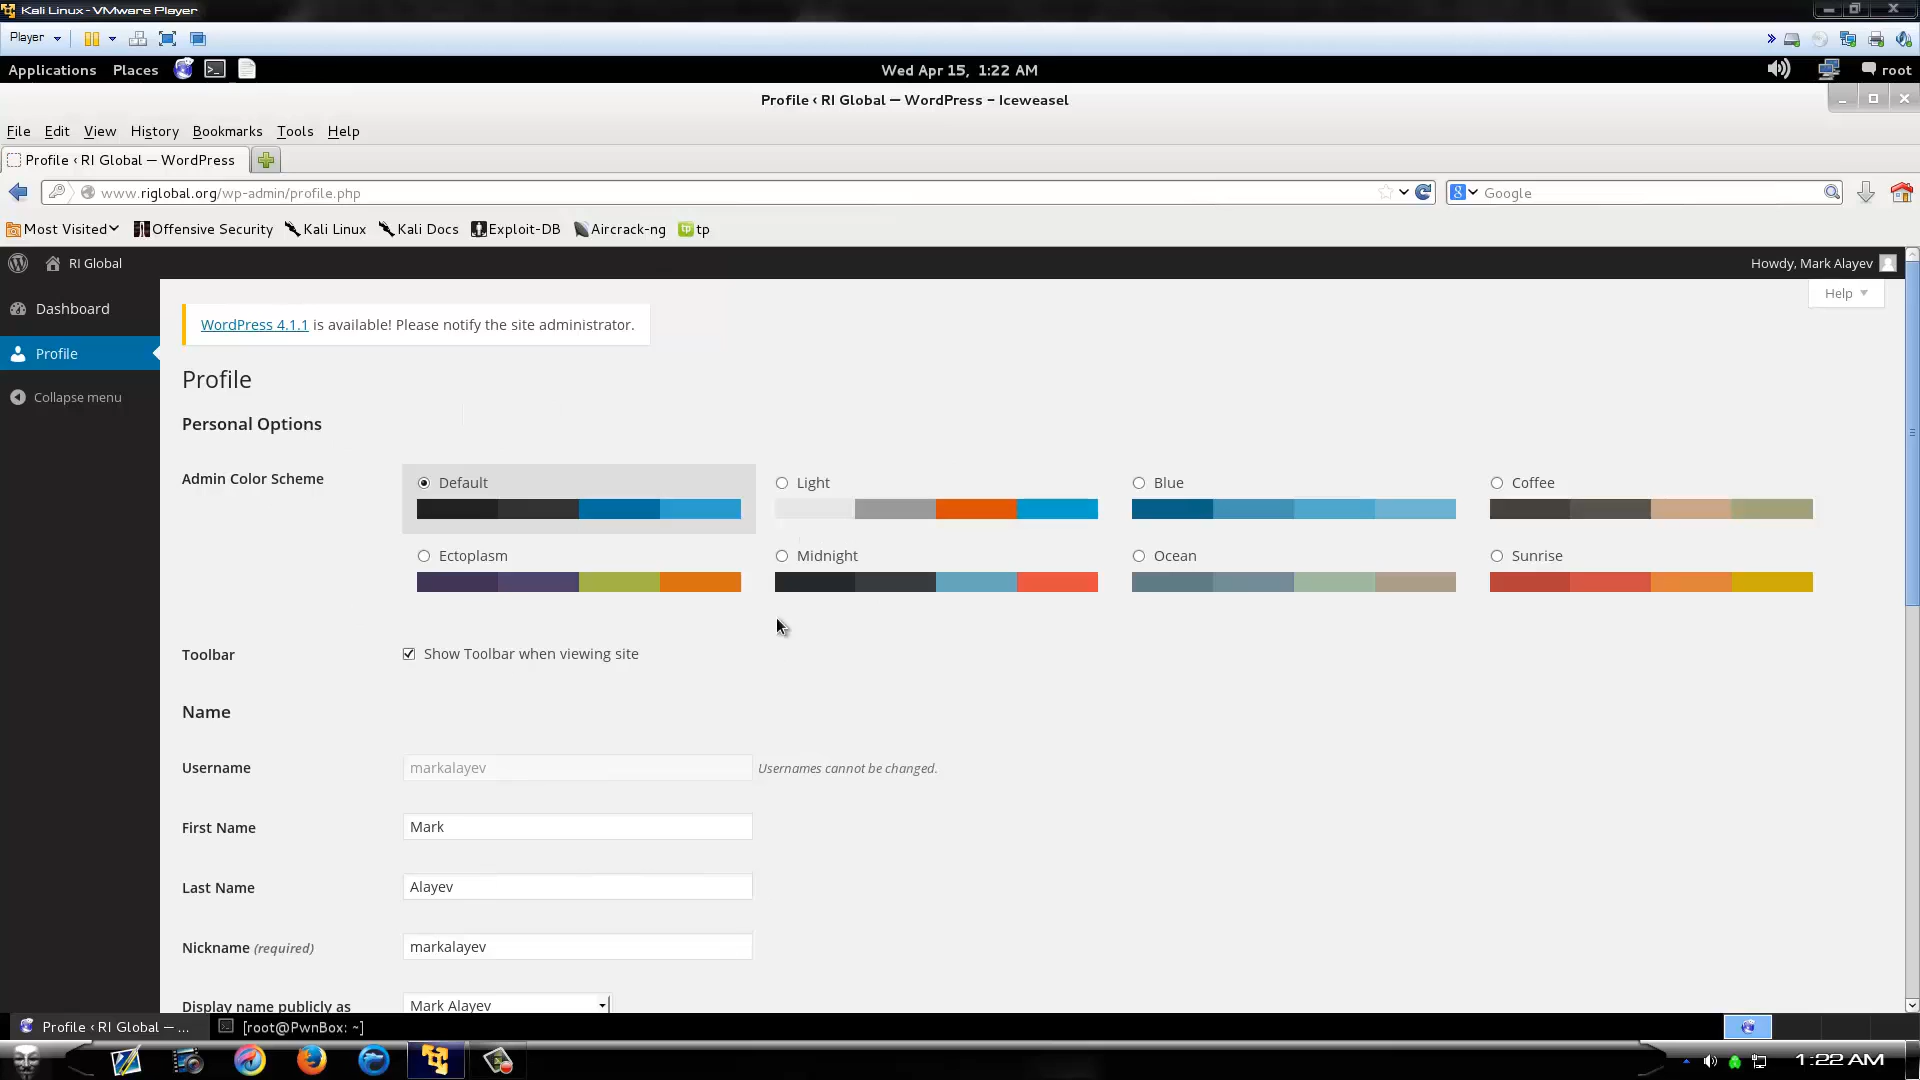 Kali Linux - VMware Player
Player
Applications Places Wed Apr 15, 1:22 AM root
Profile ‹ RI Global — WordPress - Iceweasel
File Edit View History Bookmarks Tools Help
Profile ‹ RI Global — WordPress
www.riglobal.org/wp-admin/profile.php Google
Most Visited Offensive Security Kali Linux Kali Docs Exploit-DB Aircrack-ng tp tp
RI Global Howdy, Mark Alayev
Help
Dashboard
Profile
Collapse menu
WordPress 4.1.1 is available! Please notify the site administrator.
Profile
Personal Options
Admin Color Scheme
Default Light Blue Coffee
Ectoplasm Midnight Ocean Sunrise
Toolbar Show Toolbar when viewing site
Name
Username markalayev Usernames cannot be changed.
First Name Mark
Last Name Alayev
Nickname (required) markalayev
Display name publicly as Mark Alayev
Profile ‹ RI Global — ... [root@PwnBox: ~]
1:22 AM